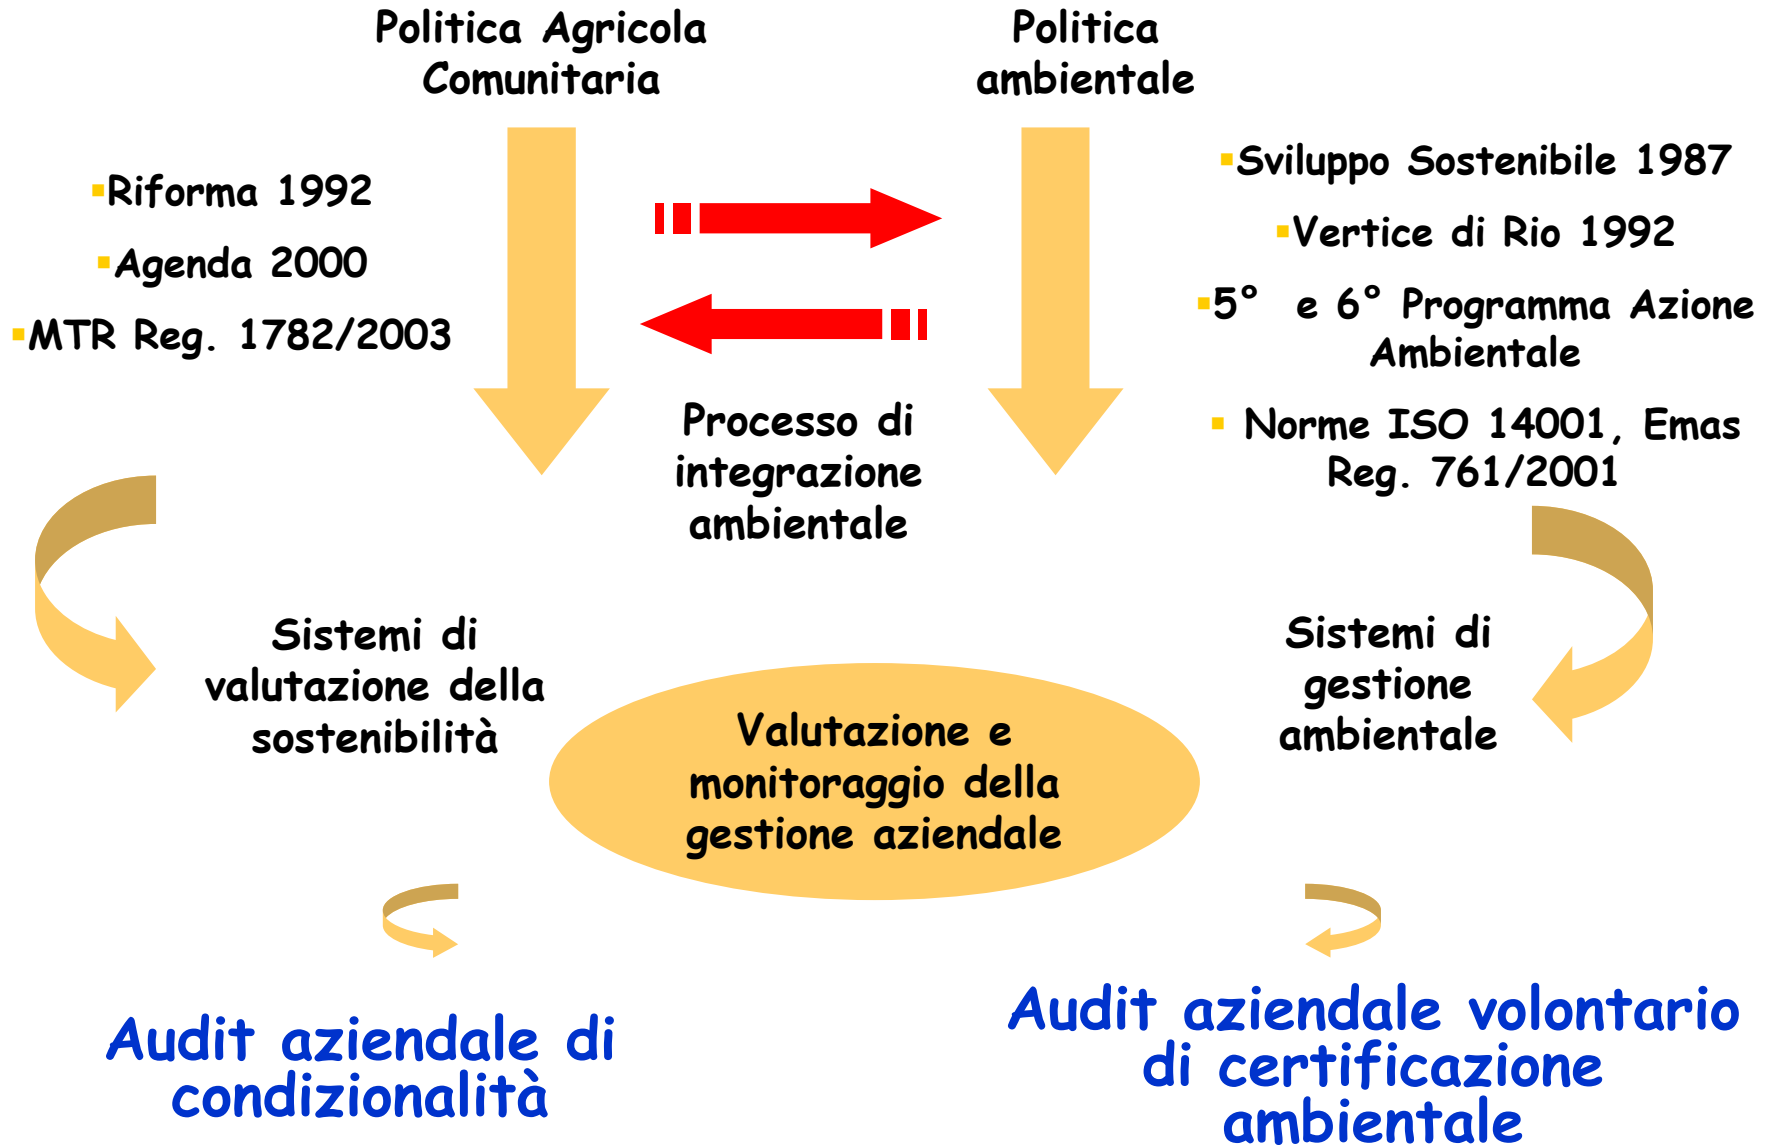 Politica Agricola
Comunitaria
Politica
ambientale
▪Riforma 1992
▪Agenda 2000
▪MTR Reg. 1782/2003
▪Sviluppo Sostenibile 1987
▪Vertice di Rio 1992
▪5° e 6° Programma Azione
Ambientale
▪ Norme ISO 14001, Emas
Reg. 761/2001
Processo di
integrazione
ambientale
Sistemi di
valutazione della
sostenibilità
Valutazione e
monitoraggio della
gestione aziendale
Sistemi di
gestione
ambientale
Audit aziendale di
condizionalità
Audit aziendale volontario
di certificazione
ambientale